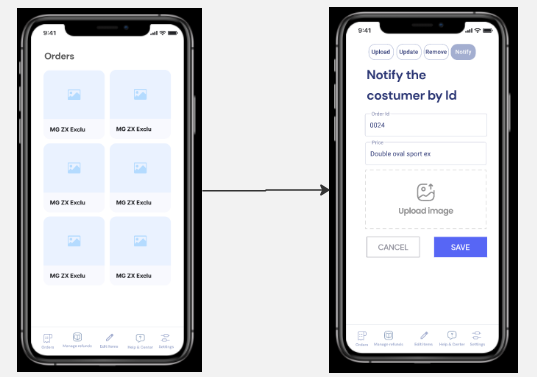 9:41
Orders
MG ZX Exclu
MG ZX Exclu
MG ZX Exclu
MG ZX Exclu
MG ZX Exclu
MG ZX Exclu
Orders
Manage refunds
Edit Items
Help & Center
Settings
9:41
Upload
Update
Remove
Notify
Notify the
costumer by Id
Order Id
0024
Price
Double oval sport ex
Upload image
CANCEL
SAVE
Orders
Manage refunds
Edit Items
Help & Center
Settings